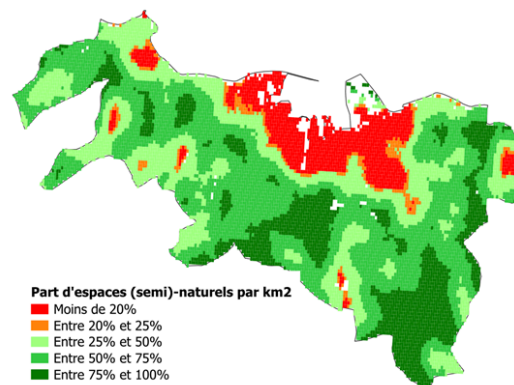 Part d'espaces (semi)-naturels par km2
Moins de 20%
Entre 20% et 25%
Entre 25% et 50%
Entre 50% et 75%
Entre 75% et 100%